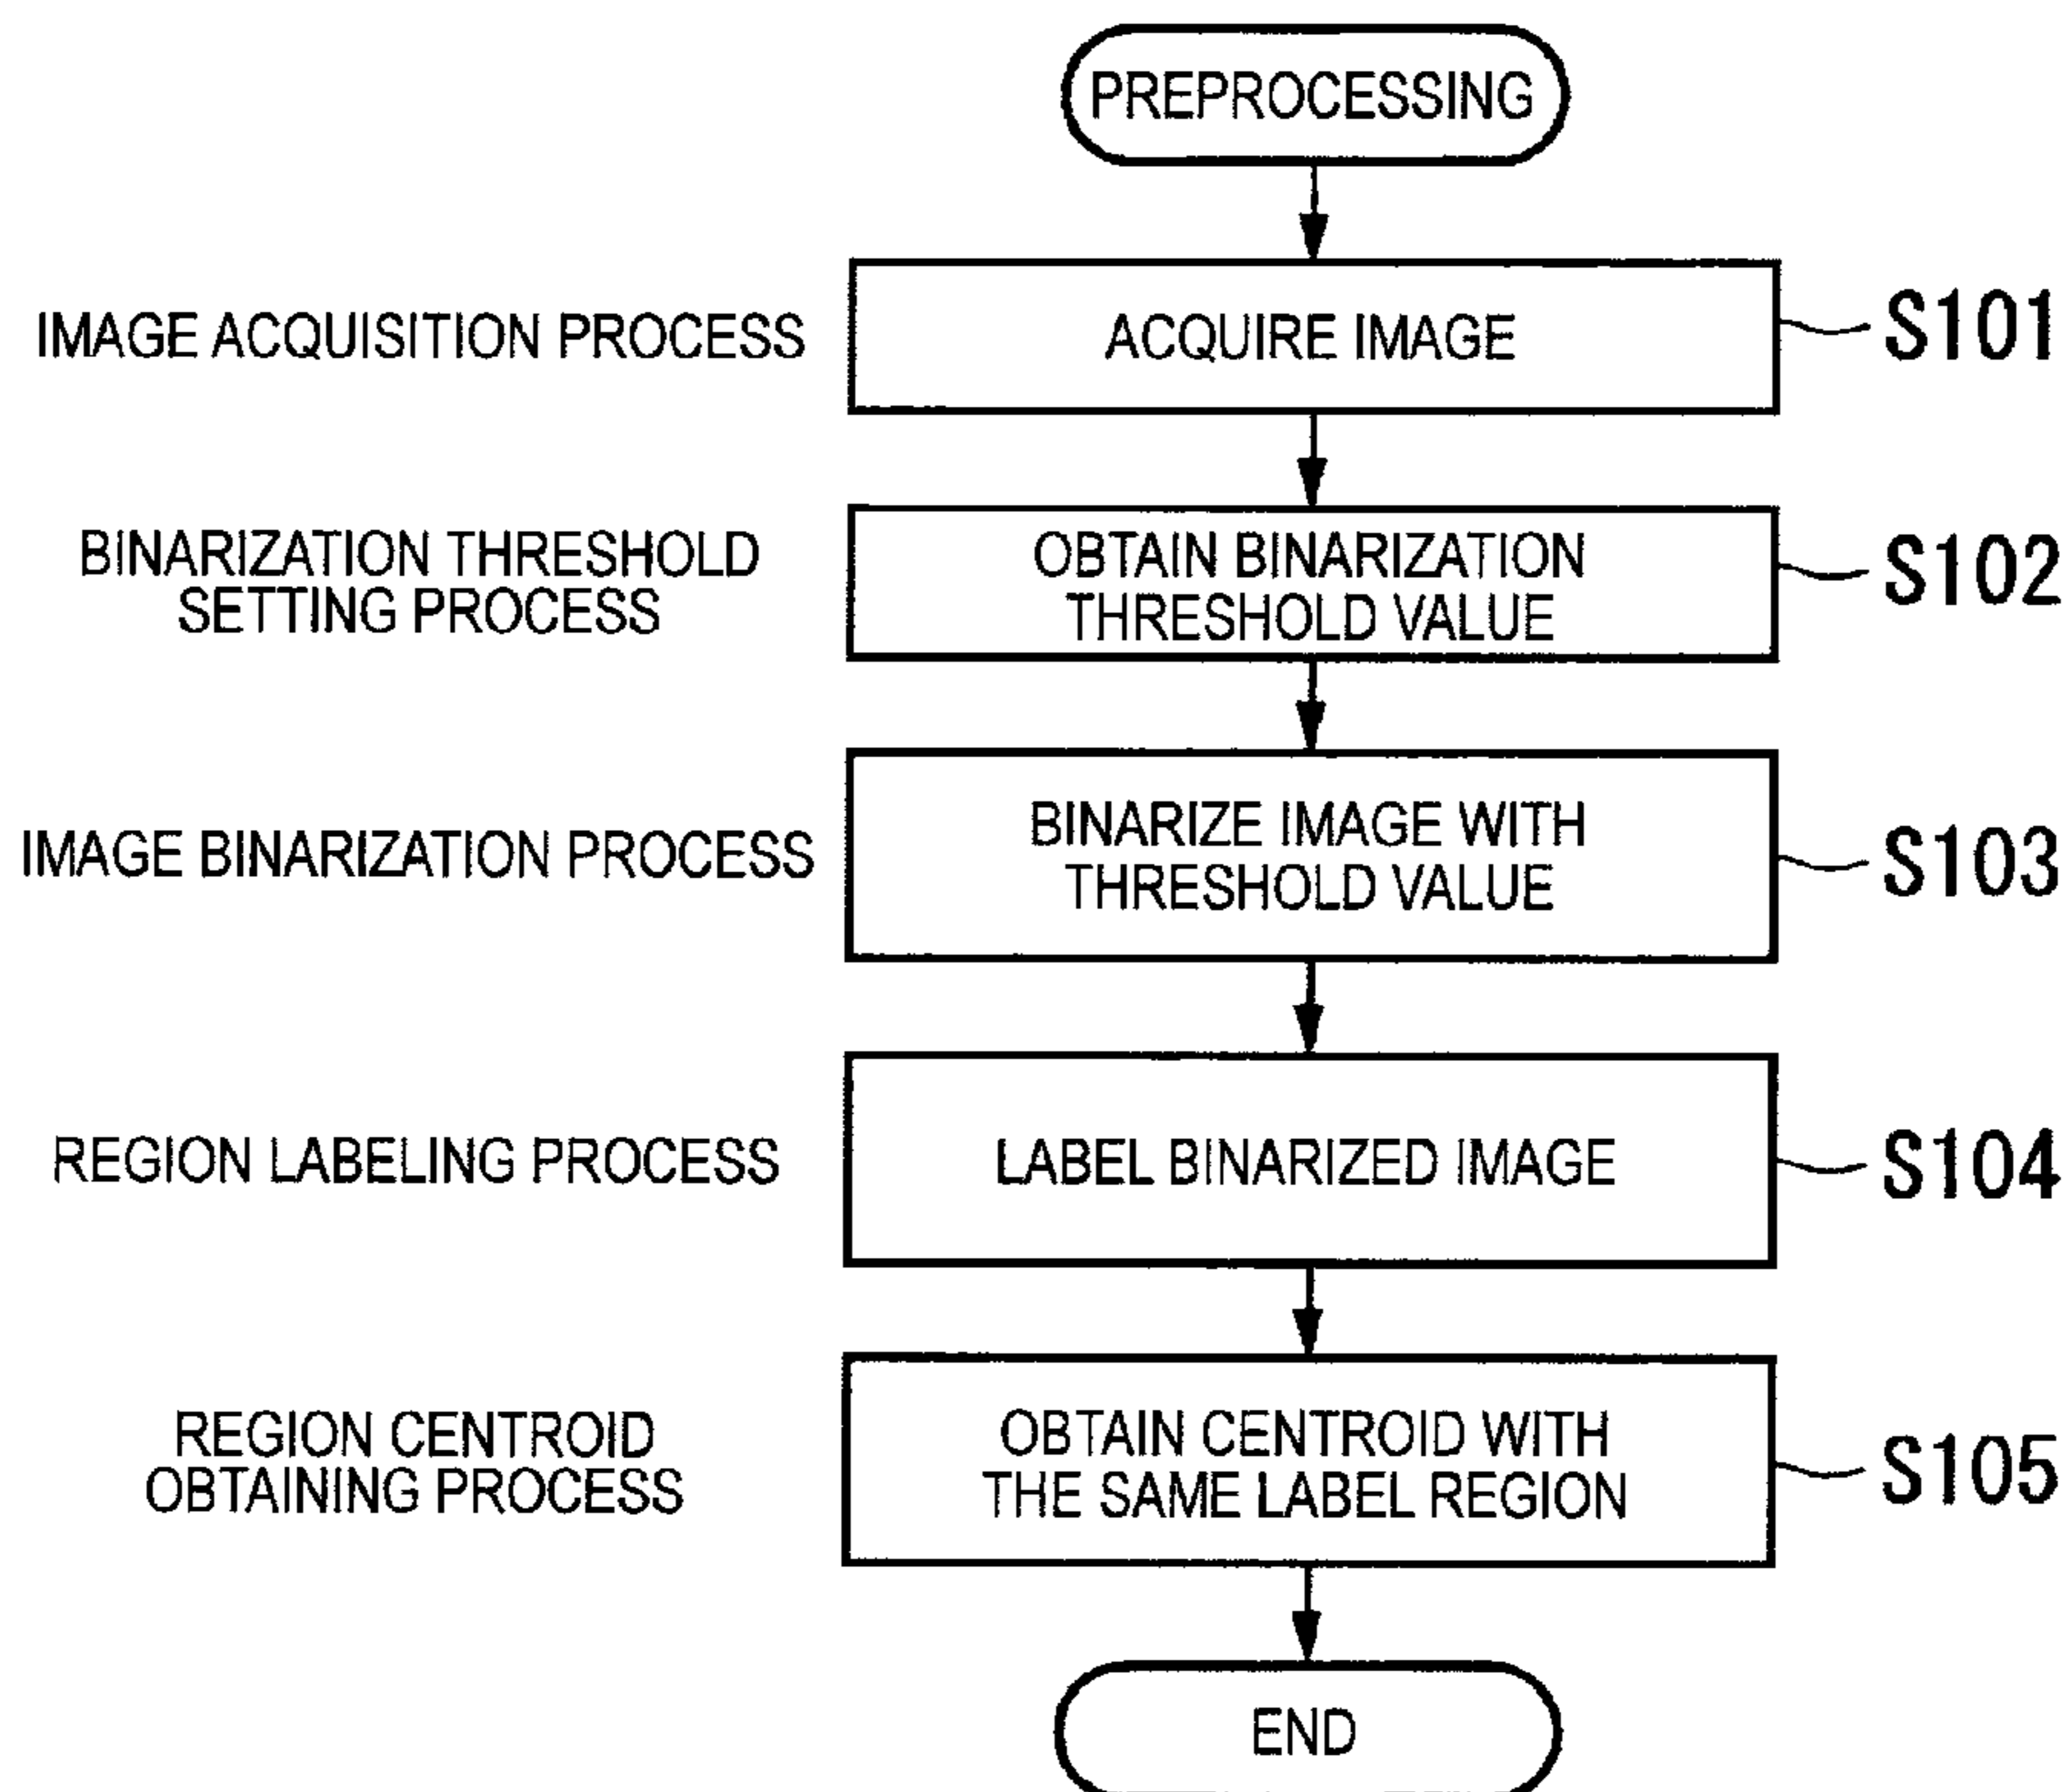 PREPROCESSING
IMAGE ACQUISITION PROCESS
ACQUIRE IMAGE
S101
BINARIZATION THRESHOLD
SETTING PROCESS
OBTAIN BINARIZATION
THRESHOLD VALUE
S102
IMAGE BINARIZATION PROCESS
BINARIZE IMAGE WITH
THRESHOLD VALUE
S103
REGION LABELING PROCESS
LABEL BINARIZED IMAGE
S104
REGION CENTROID
OBTAINING PROCESS
OBTAIN CENTROID WITH
THE SAME LABEL REGION
S105
END